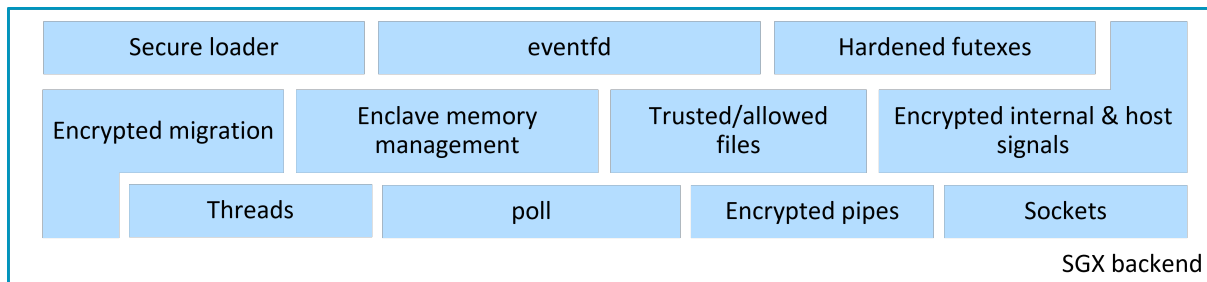 Secure loader
eventfd
Hardened futexes
Encrypted migration
Enclave memory
management
Trusted/allowed
files
Encrypted internal & host
signals
Threads
poll
Encrypted pipes
Sockets
SGX backend